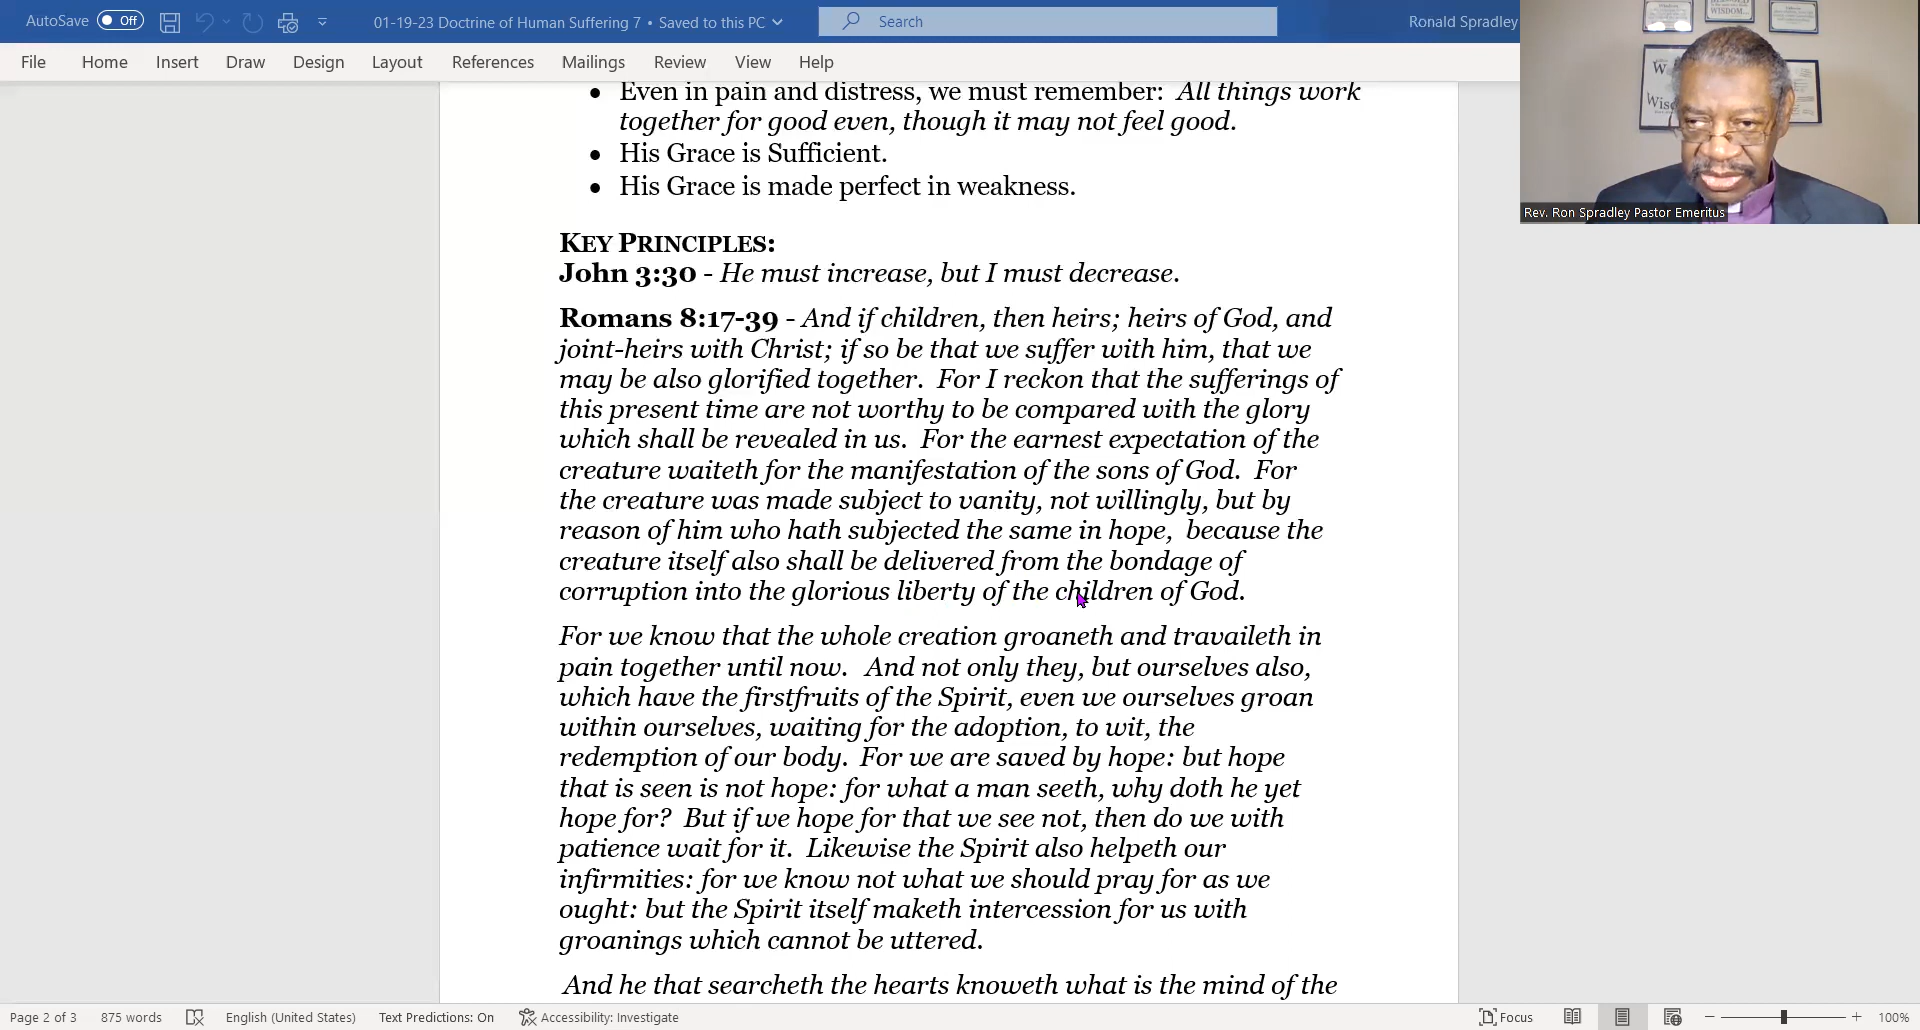 AutoSave Off 01-19-23 Doctrine of Human Suffering 7 • Saved to this PC Search Ronald Spradley
File Home Insert Draw Design Layout References Mailings Review View Help
Even in pain and distress, we must remember: All things work
together for good even, though it may not feel good.
His Grace is Sufficient.
His Grace is made perfect in weakness.
Rev. Ron Spradley Pastor Emeritus
KEY PRINCIPLES:
John 3:30 - He must increase, but I must decrease.
Romans 8:17-39 - And if children, then heirs; heirs of God, and
joint-heirs with Christ; if so be that we suffer with him, that we
may be also glorified together. For I reckon that the sufferings of
this present time are not worthy to be compared with the glory
which shall be revealed in us. For the earnest expectation of the
creature waiteth for the manifestation of the sons of God. For
the creature was made subject to vanity, not willingly, but by
reason of him who hath subjected the same in hope, because the
creature itself also shall be delivered from the bondage of
corruption into the glorious liberty of the children of God.
For we know that the whole creation groaneth and travaileth in
pain together until now. And not only they, but ourselves also,
which have the firstfruits of the Spirit, even we ourselves groan
within ourselves, waiting for the adoption, to wit, the
redemption of our body. For we are saved by hope: but hope
that is seen is not hope: for what a man seeth, why doth he yet
hope for? But if we hope for that we see not, then do we with
patience wait for it. Likewise the Spirit also helpeth our
infirmities: for we know not what we should pray for as we
ought: but the Spirit itself maketh intercession for us with
groanings which cannot be uttered.
And he that searcheth the hearts knoweth what is the mind of the
Page 2 of 3 875 words English (United States) Text Predictions: On Accessibility: Investigate Focus 100%